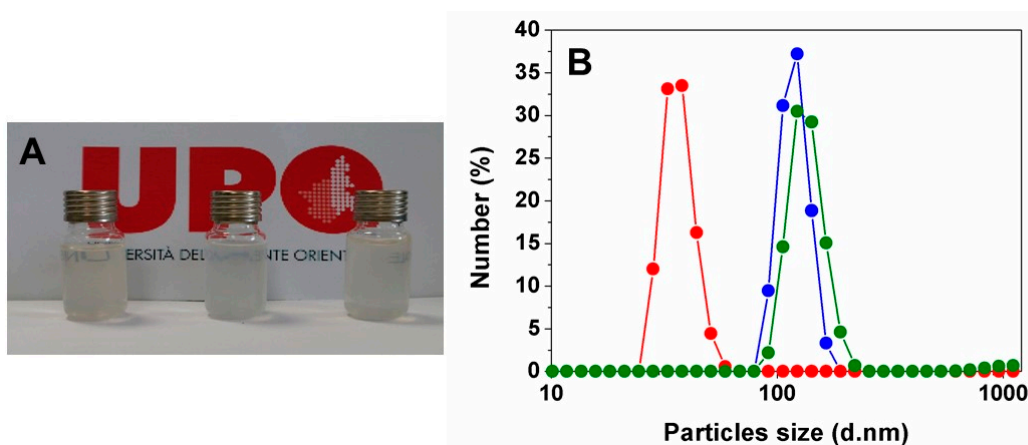 A
UPO
ERSITÀ DEL ENTE ORIENT
B
40
35
30
25
20
15
10
5
0
Number (%)
10 100 1000
Particles size (d.nm)